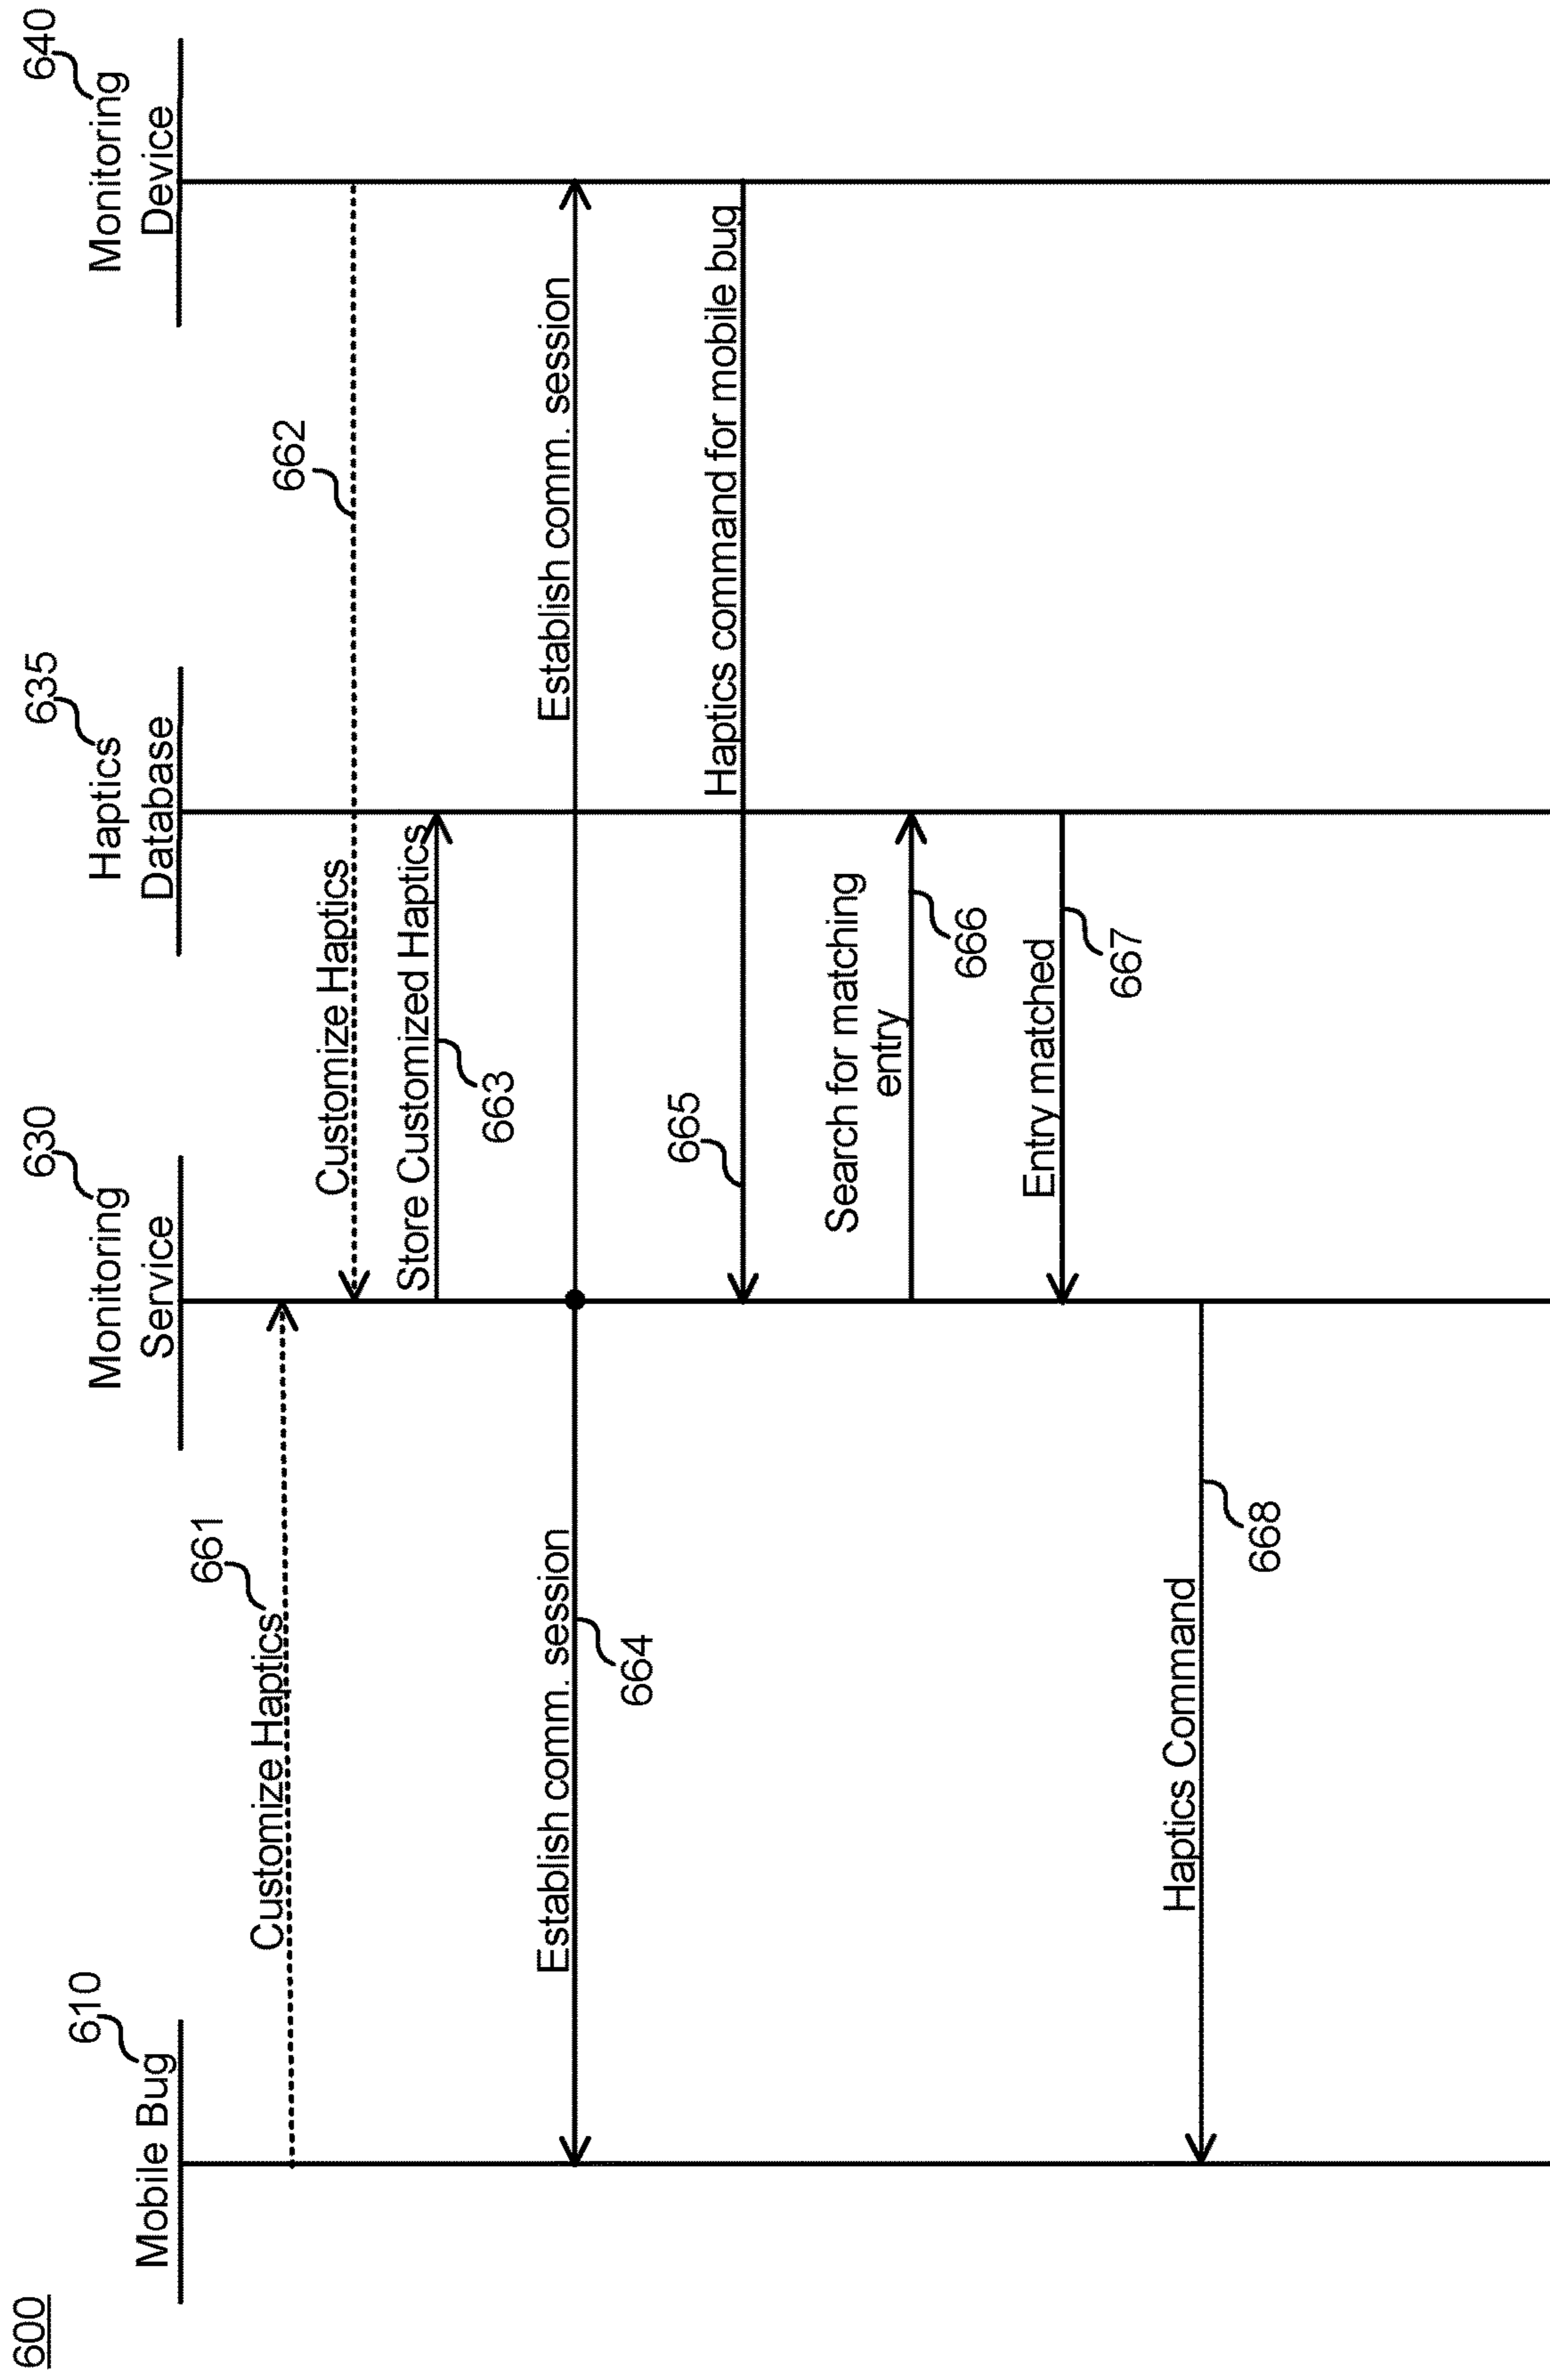 600
610
Mobile Bug
630
Monitoring
Service
635
Haptics
Database
640
Monitoring
Device
661
Customize Haptics
662
Customize Haptics
Store Customized Haptics
663
Establish comm. session
664
Establish comm. session
Haptics command for mobile bug
665
Search for matching
entry
666
Entry matched
667
Haptics Command
668